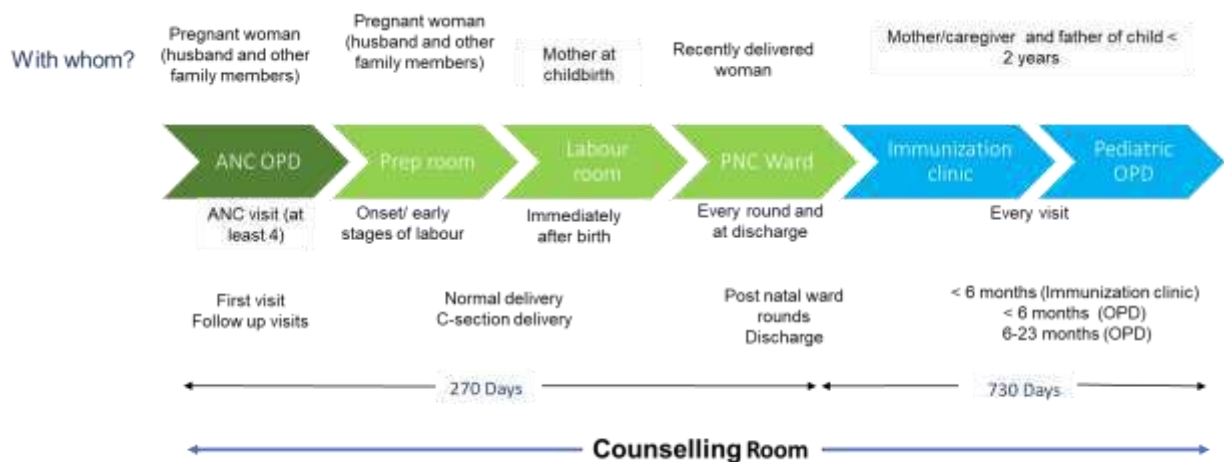 With whom?
Pregnant woman
(husband and other
family members)
Pregnant woman
(husband and other
family members)
Mother at
childbirth
Recently delivered
woman
Mother/caregiver and father of child <
2 years
ANC OPD
Prep room
Labour
room
PNC Ward
Immunization
clinic
Pediatric
OPD
ANC visit (at
least 4)
Onset/ early
stages of labour
Immediately
after birth
Every round and
at discharge
Every visit
First visit
Follow up visits
Normal delivery
C-section delivery
Post natal ward
rounds
Discharge
< 6 months (Immunization clinic)
< 6 months (OPD)
6-23 months (OPD)
270 Days
730 Days
Counselling Room